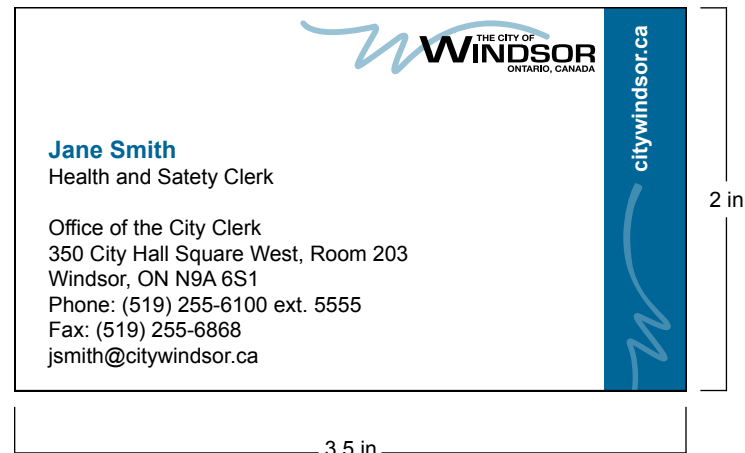 THE CITY OF
WINDSOR
ONTARIO, CANADA
citywindsor.ca
Jane Smith
Health and Satety Clerk
Office of the City Clerk
350 City Hall Square West, Room 203
Windsor, ON N9A 6S1
Phone: (519) 255-6100 ext. 5555
Fax: (519) 255-6868
jsmith@citywindsor.ca
2 in
3.5 in